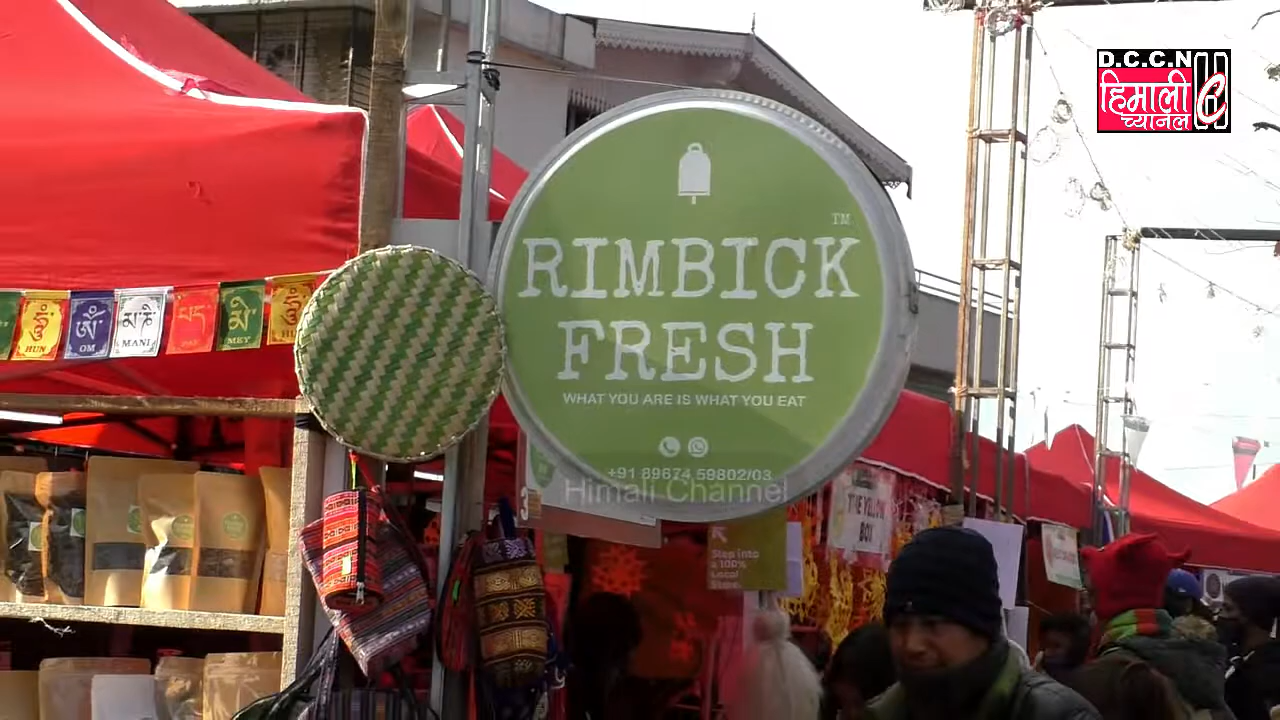 D.C.C.N
हिमाली
च्यानल
TM
RIMBICK
FRESH
WHAT YOU ARE IS WHAT YOU EAT
+91 89674 59802/03
Himali Channel
HUN
OM
MANI
MEY
THE YELLOW
BOX
Step into
a 100%
Local
Store.